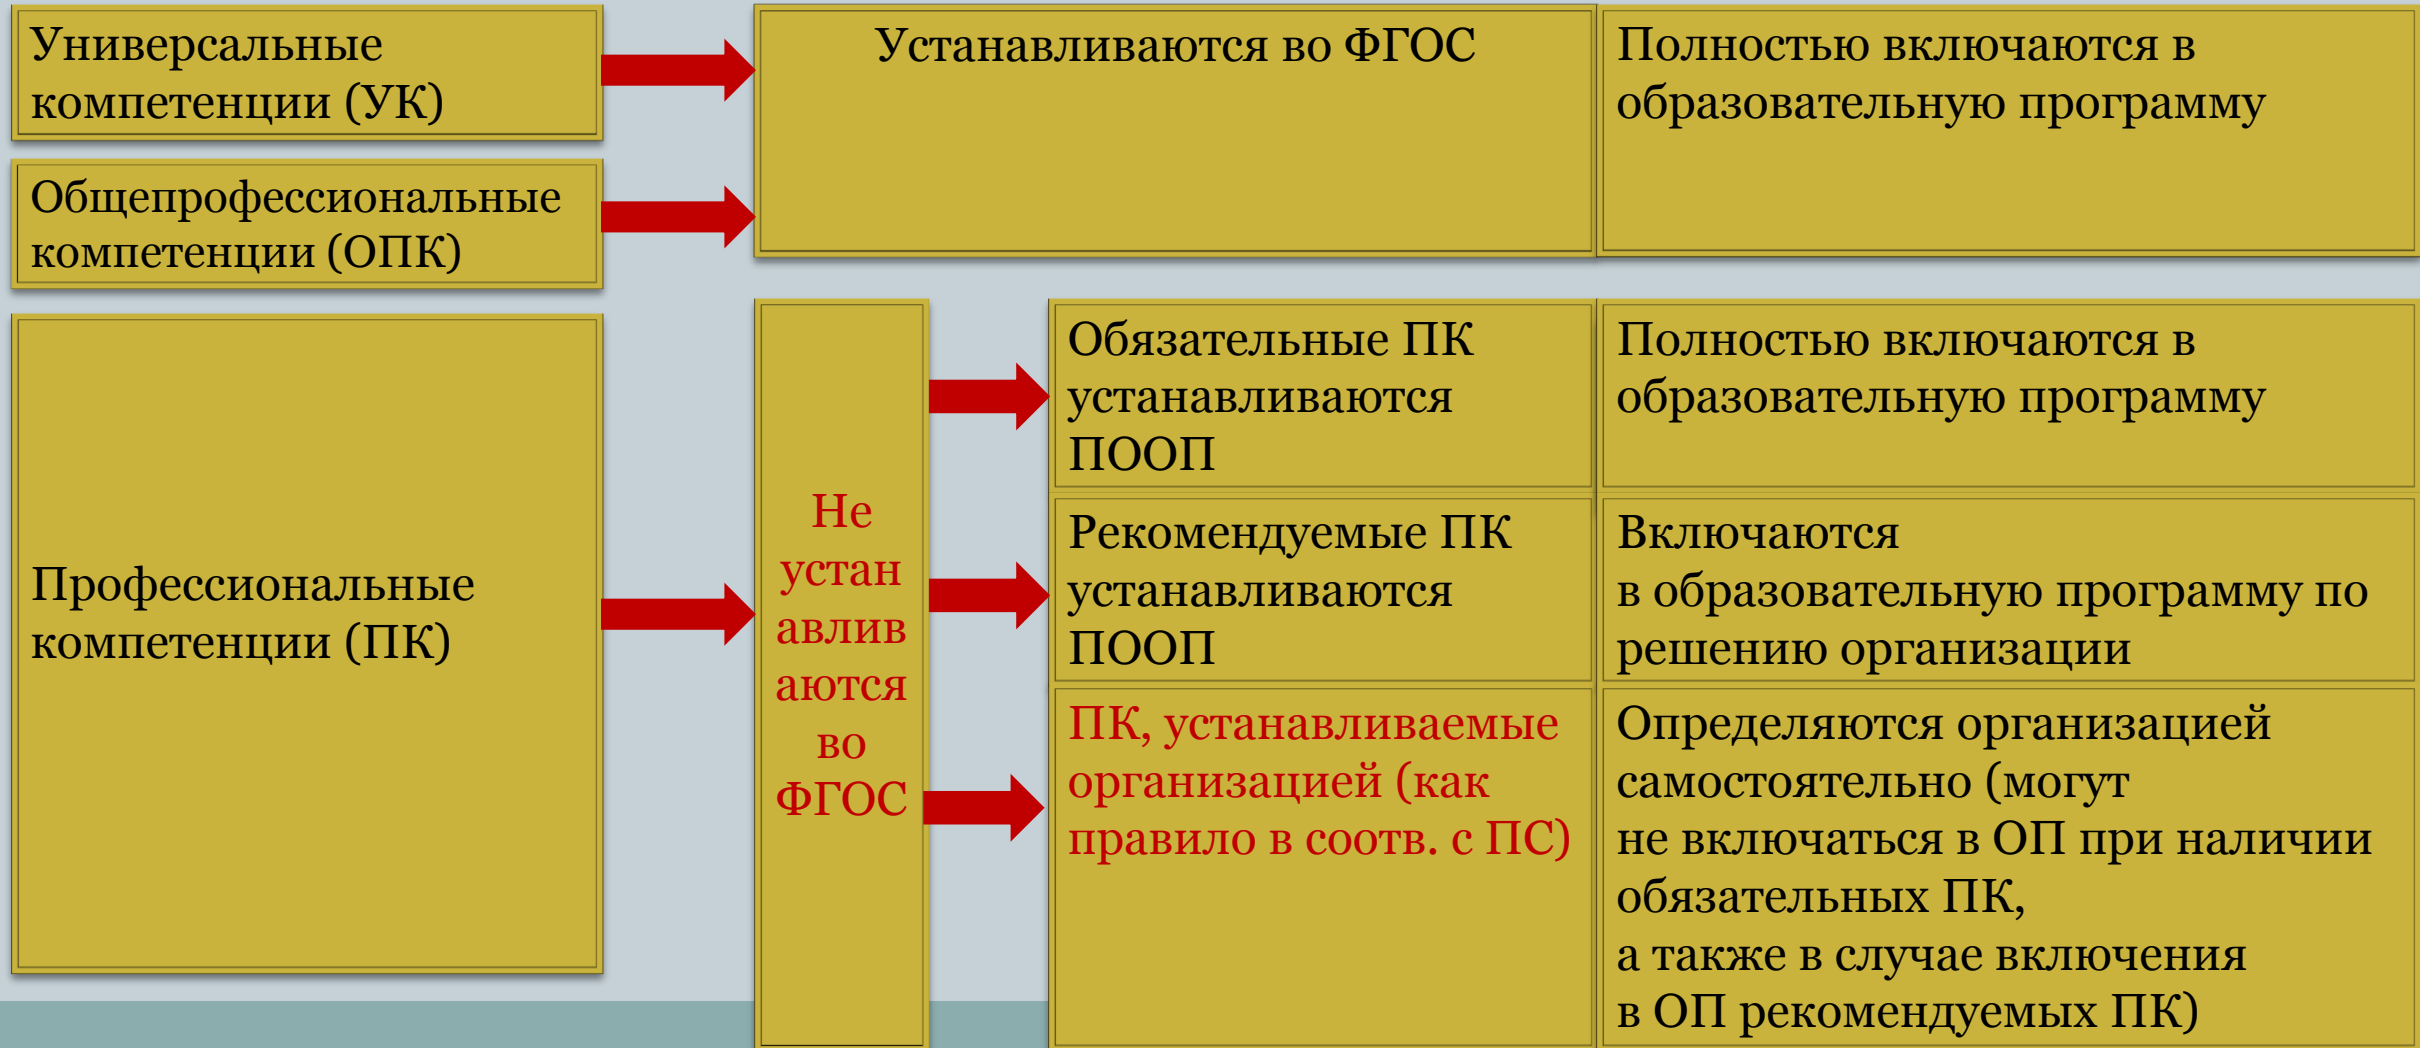 Универсальные
компетенции (УК)
Устанавливаются во ФГОС
Полностью включаются в
образовательную программу
Общепрофессиональные
компетенции (ОПК)
Профессиональные
компетенции (ПК)
Не
устан
авлив
аются
во
ФГОС
Обязательные ПК
устанавливаются
ПООП
Полностью включаются в
образовательную программу
Рекомендуемые ПК
устанавливаются
ПООП
Включаются
в образовательную программу по
решению организации
ПК, устанавливаемые
организацией (как
правило в соотв. с ПС)
Определяются организацией
самостоятельно (могут
не включаться в ОП при наличии
обязательных ПК,
а также в случае включения
в ОП рекомендуемых ПК)